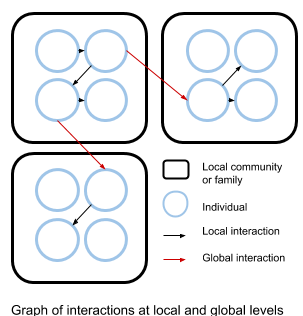 Local community
or family
Individual
Local interaction
Global interaction
Graph of interactions at local and global levels